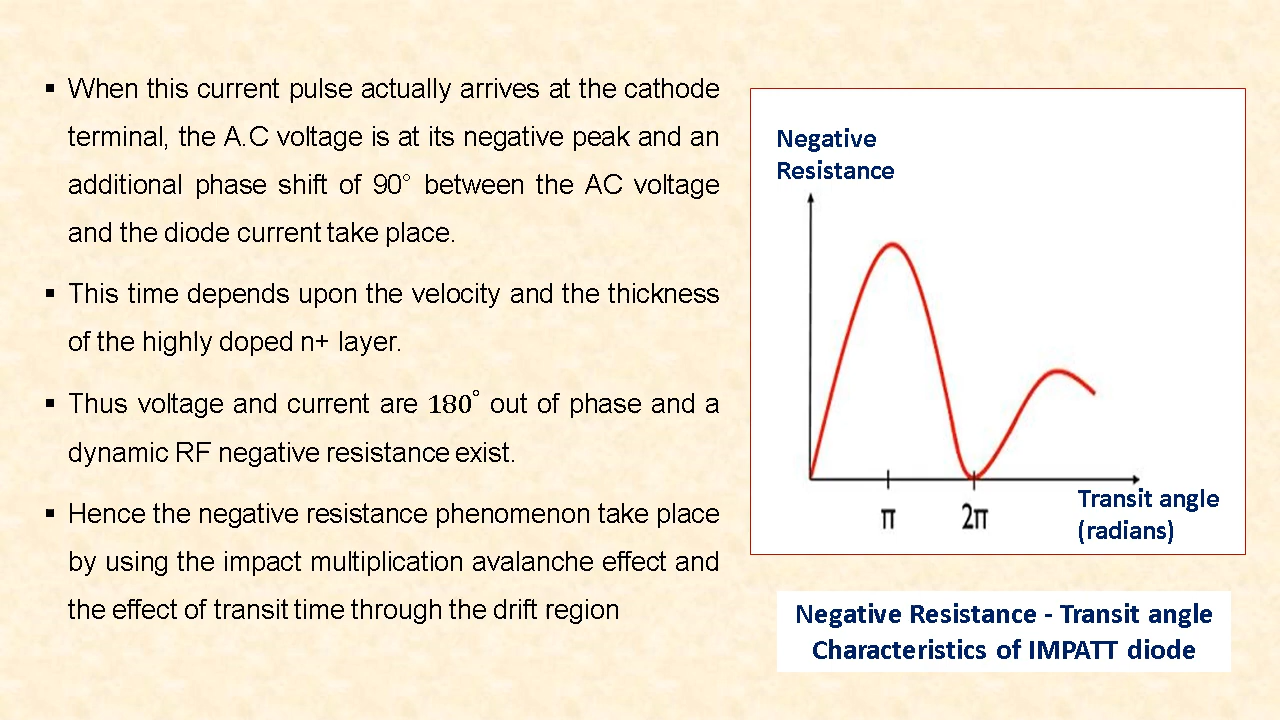 ▪ When this current pulse actually arrives at the cathode
terminal, the A.C voltage is at its negative peak and an
additional phase shift of 90° between the AC voltage
and the diode current take place.
▪ This time depends upon the velocity and the thickness
of the highly doped n+ layer.
▪ Thus voltage and current are 180° out of phase and a
dynamic RF negative resistance exist.
▪ Hence the negative resistance phenomenon take place
by using the impact multiplication avalanche effect and
the effect of transit time through the drift region
Negative
Resistance
π 2π
Transit angle
(radians)
Negative Resistance - Transit angle
Characteristics of IMPATT diode